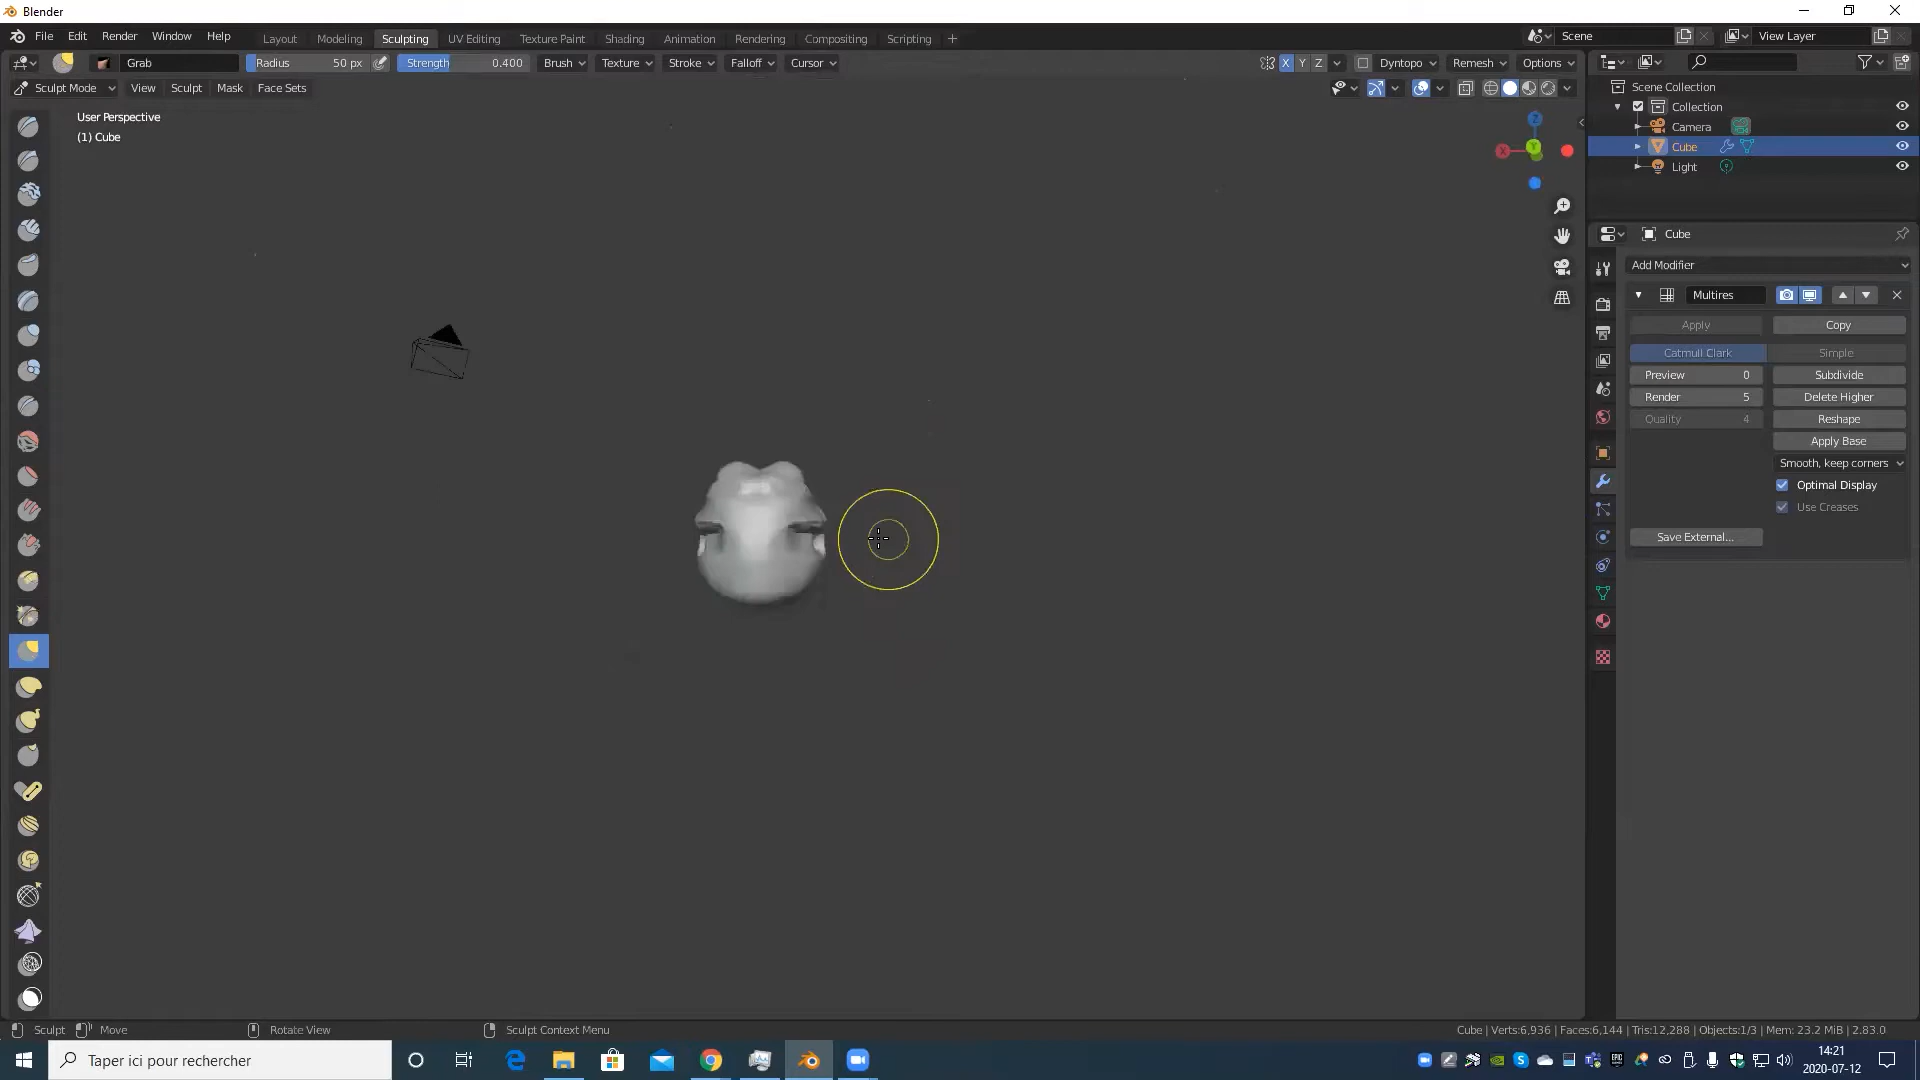 Blender
File Edit Render Window Help Layout Modeling Sculpting UV Editing Texture Paint Shading Animation Rendering Compositing Scripting + Scene View Layer
Grab Radius 50 px Strength 0.400 Brush Texture Stroke Falloff Cursor X Y Z Dyntopo Remesh Options
Sculpt Mode View Sculpt Mask Face Sets
User Perspective
(1) Cube
Z
X
Y
Scene Collection
Collection
Camera
Cube
Light
Cube
Add Modifier
Multires
Apply Copy
Catmull Clark Simple
Preview 0 Subdivide
Render 5 Delete Higher
Quality 4 Reshape
Apply Base
Smooth, keep corners
Optimal Display
Use Creases
Save External...
Sculpt Move Rotate View Sculpt Context Menu Cube | Verts:6,936 | Faces:6,144 | Tris:12,288 | Objects:1/3 | Mem: 23.2 MiB | 2.83.0
Taper ici pour rechercher
14:21
2020-07-12